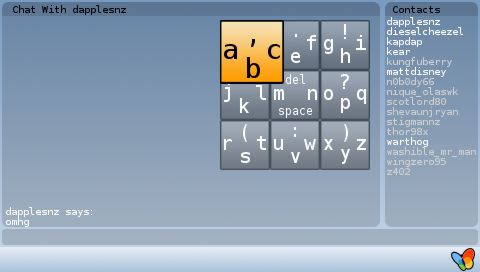 Chat With dapplesnz
Contacts
a , c
b
. f
e
g ! i
h
j l
k
del
m n
space
o ? q
p
r ( t
s
u : w
v
x ) z
y
dapplesnz
dieselcheezel
kapdap
kear
kungfuberry
mattdisney
n0b0dy66
nique_olaswk
scotlord80
shevaunjryan
stigmannz
thor98x
warthog
washible_mr_man
wingzero95
z402
dapplesnz says:
omhg